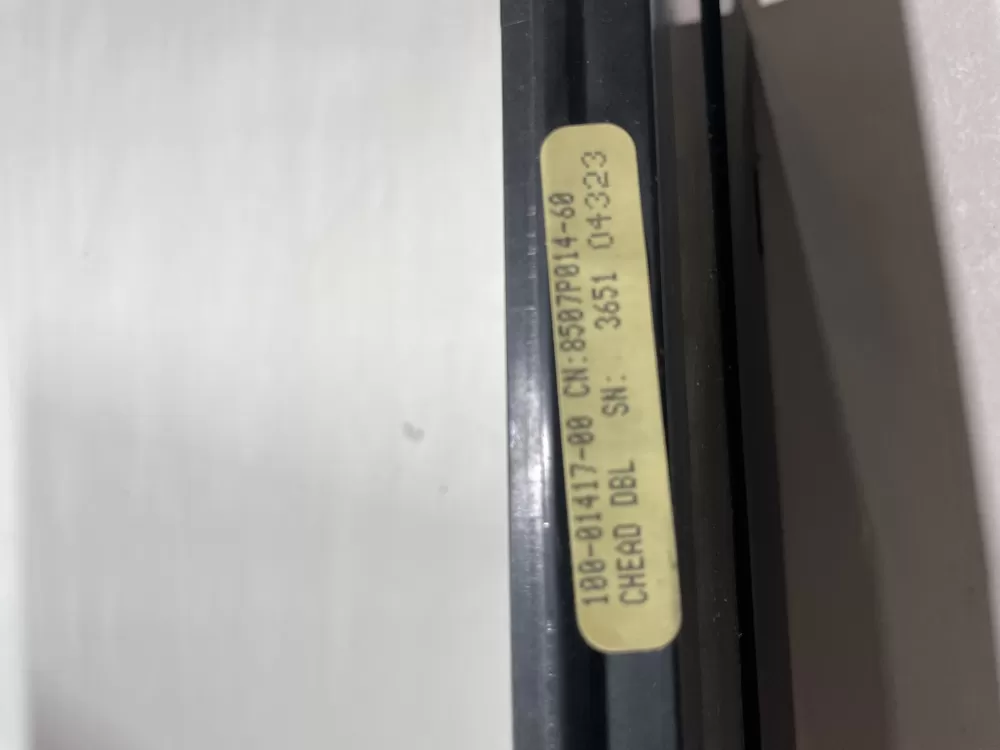 100-01417-00 CN:8507P014-60
CHEAD DBL SN: 3651 04323